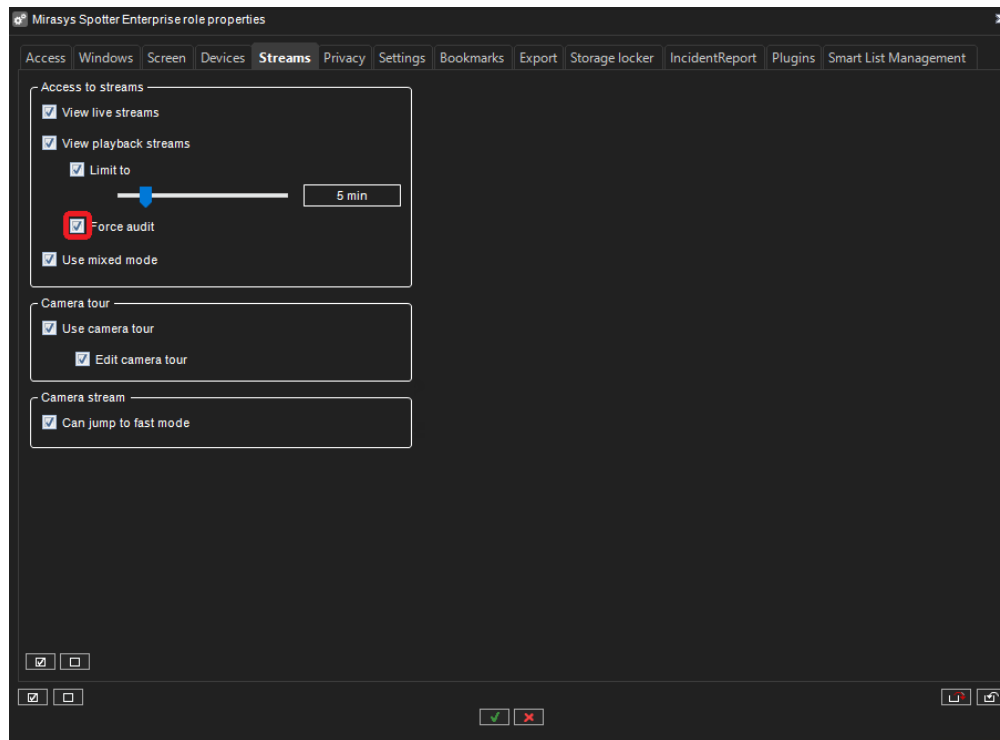 Mirasys Spotter Enterprise role properties
Access Windows Screen Devices Streams Privacy Settings Bookmarks Export Storage locker IncidentReport Plugins Smart List Management
Access to streams
View live streams
View playback streams
Limit to
5 min
Force audit
Use mixed mode
Camera tour
Use camera tour
Edit camera tour
Camera stream
Can jump to fast mode